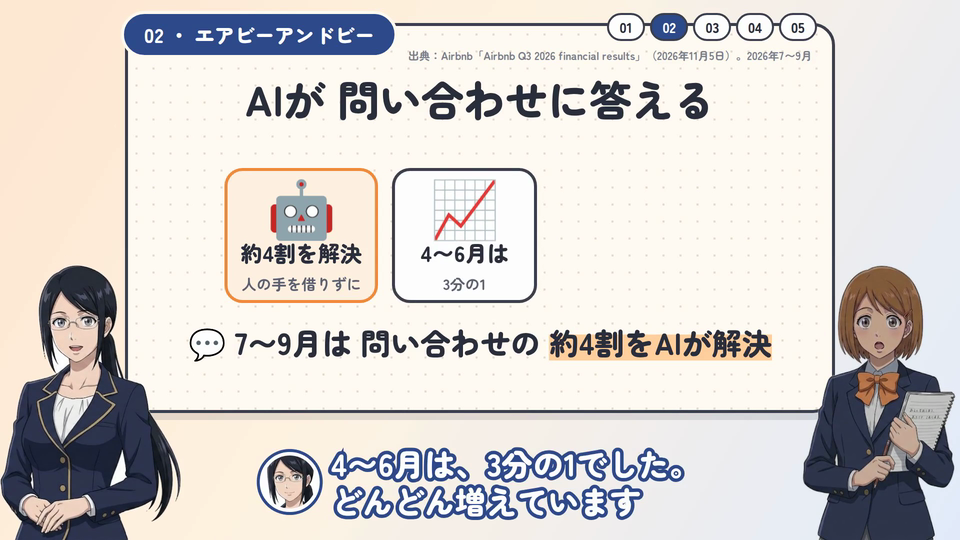 02 ・ エアビーアンドビー
01 02 03 04 05
出典：Airbnb「Airbnb Q3 2026 financial results」（2026年11月5日）。2026年7〜9月
AIが 問い合わせに答える
約4割を解決
人の手を借りずに
4〜6月は
3分の1
7〜9月は 問い合わせの 約4割をAIが解決
4〜6月は、3分の1でした。
どんどん増えています